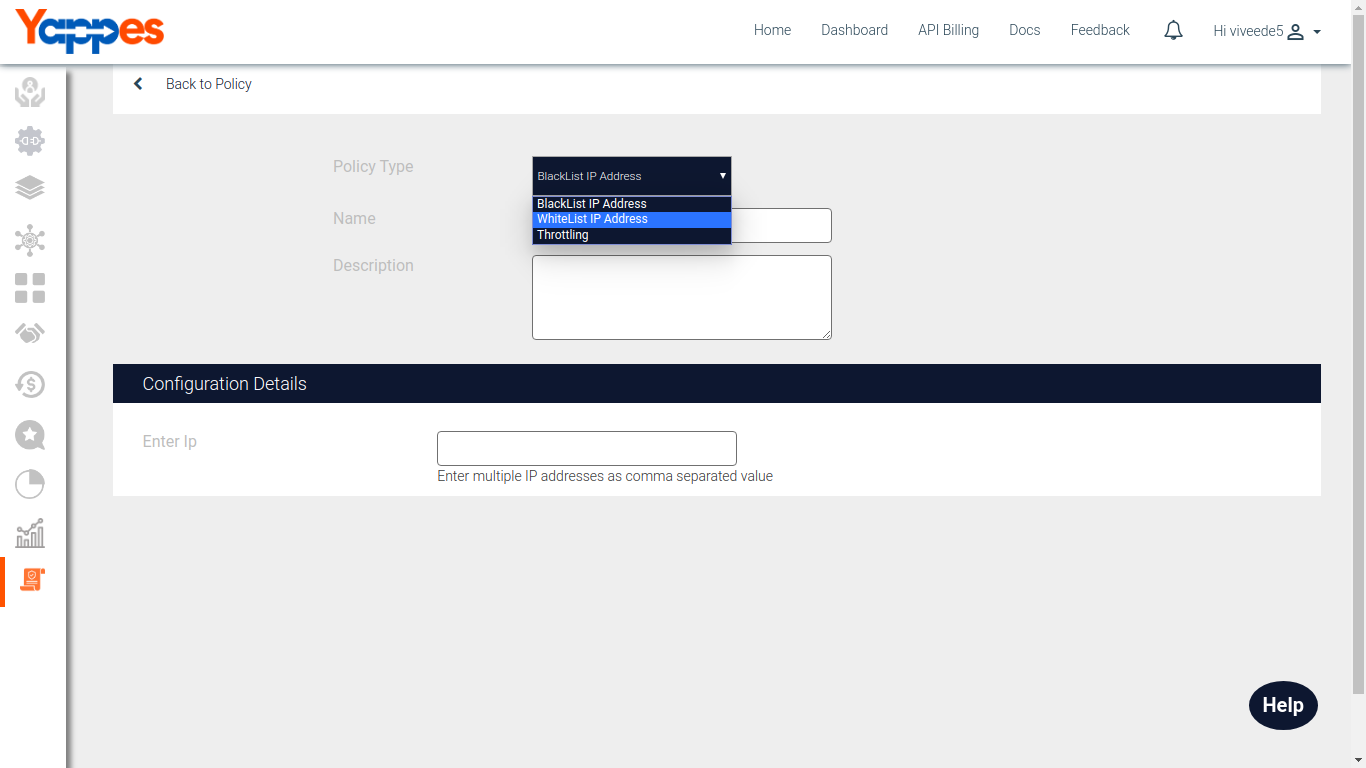 Yappes
Home Dashboard API Billing Docs Feedback Hi viveede5
Back to Policy
Policy Type
BlackList IP Address
BlackList IP Address
WhiteList IP Address
Throttling
Name
Description
Configuration Details
Enter Ip
Enter multiple IP addresses as comma separated value
Help